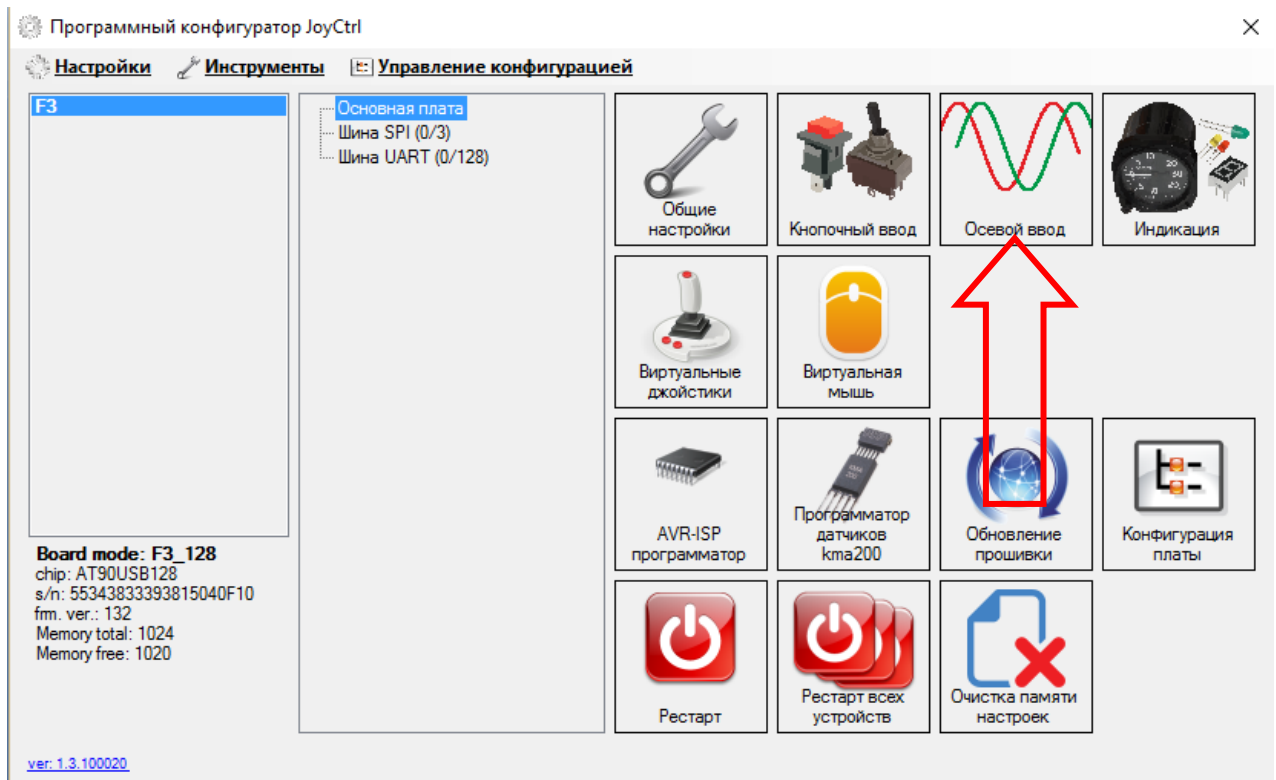 Программный конфигуратор JoyCtrl
Настройки Инструменты Управление конфигурацией
F3
Основная плата
Шина SPI (0/3)
Шина UART (0/128)
Общие
настройки
Кнопочный ввод
Осевой ввод
Индикация
Виртуальные
джойстики
Виртуальная
мышь
AVR-ISP
программатор
Программатор
датчиков
kma200
Обновление
прошивки
Конфигурация
платы
Рестарт
Рестарт всех
устройств
Очистка памяти
настроек
Board mode: F3_128
chip: AT90USB128
s/n: 55343833393815040F10
frm. ver.: 132
Memory total: 1024
Memory free: 1020
ver: 1.3.100020